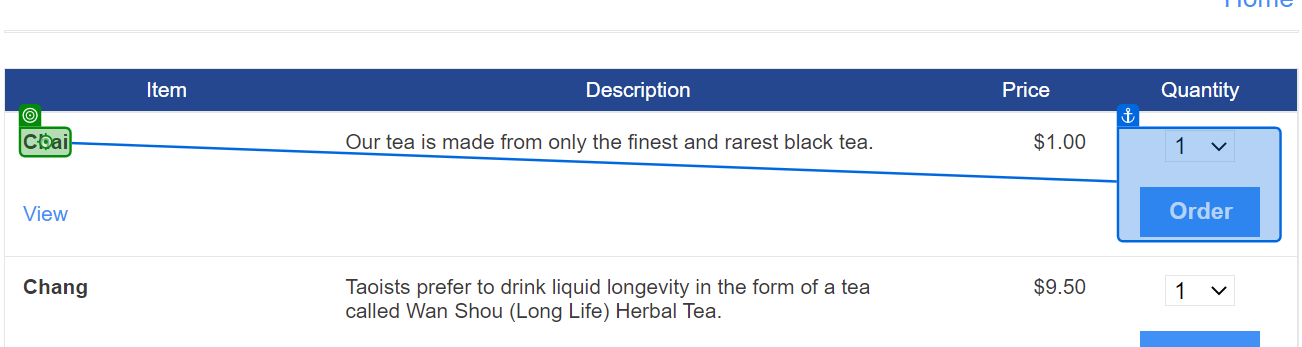 Home
Item Description Price Quantity
Chai Our tea is made from only the finest and rarest black tea. $1.00 1
View Order
Chang Taoists prefer to drink liquid longevity in the form of a tea $9.50 1
called Wan Shou (Long Life) Herbal Tea.